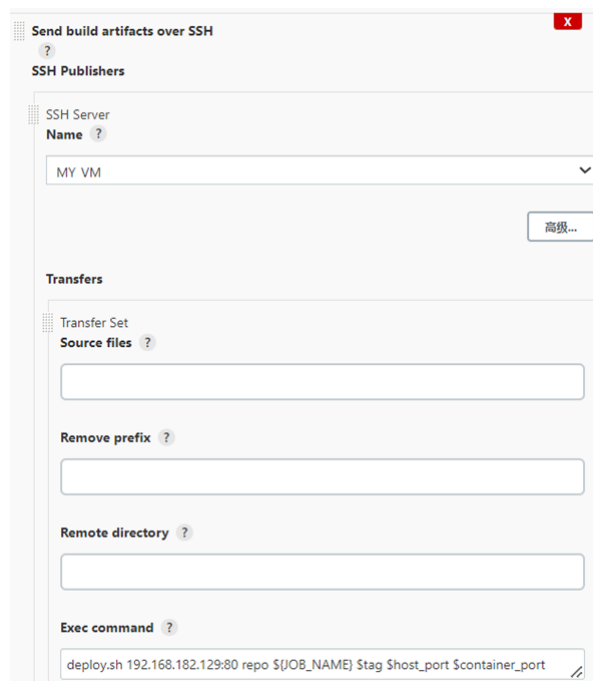 Send build artifacts over SSH
X
?
SSH Publishers
SSH Server
Name ?
MY VM
高级...
Transfers
Transfer Set
Source files ?
Remove prefix ?
Remote directory ?
Exec command ?
deploy.sh 192.168.182.129:80 repo ${JOB_NAME} $tag $host_port $container_port